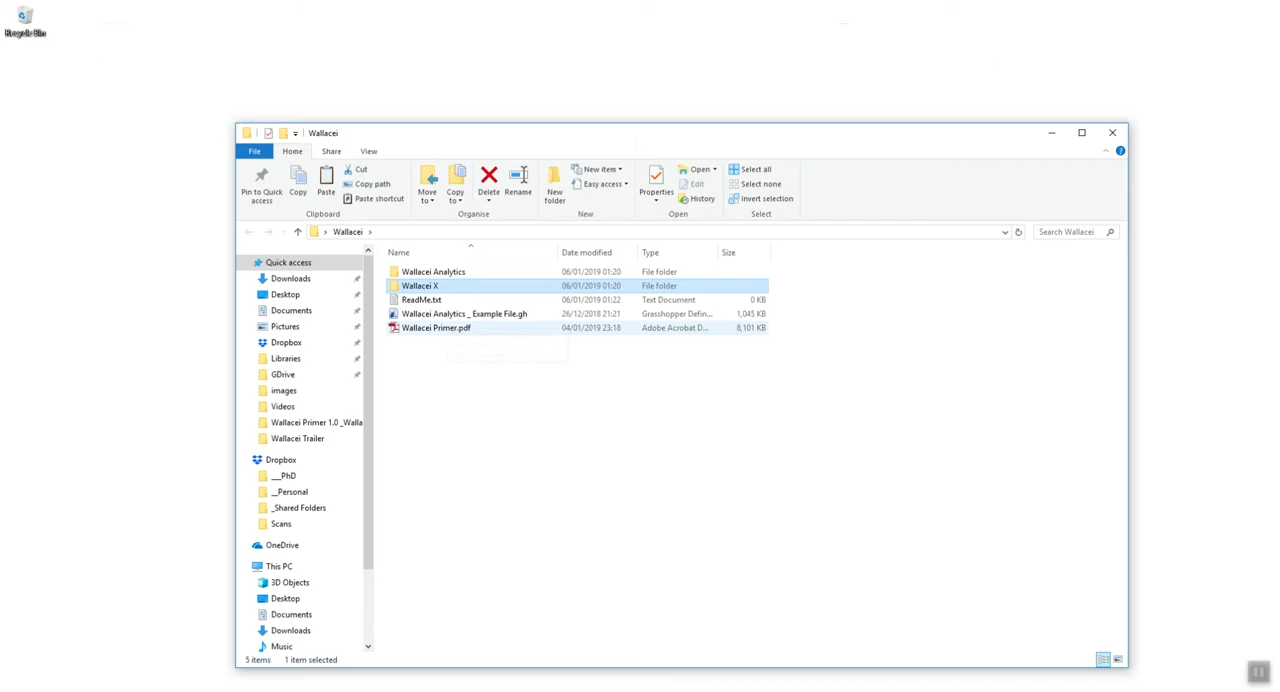 Recycle Bin
Wallacei
File Home Share View
Pin to Quick access
Copy
Paste
Cut
Copy path
Paste shortcut
Clipboard
Move to
Copy to
Delete
Rename
Organise
New folder
New item
Easy access
New
Properties
Open
Edit
History
Open
Select all
Select none
Invert selection
Select
Wallacei
Search Wallacei
Quick access
Downloads
Desktop
Documents
Pictures
Dropbox
Libraries
GDrive
images
Videos
Wallacei Primer 1.0 _Walla
Wallacei Trailer
Dropbox
___PhD
__Personal
_Shared Folders
Scans
OneDrive
This PC
3D Objects
Desktop
Documents
Downloads
Music
Name Date modified Type Size
Wallacei Analytics 06/01/2019 01:20 File folder
Wallacei X 06/01/2019 01:20 File folder
ReadMe.txt 06/01/2019 01:22 Text Document 0 KB
Wallacei Analytics _ Example File.gh 26/12/2018 21:21 Grasshopper Defin... 1,045 KB
Wallacei Primer.pdf 04/01/2019 23:18 Adobe Acrobat D... 8,101 KB
5 items 1 item selected